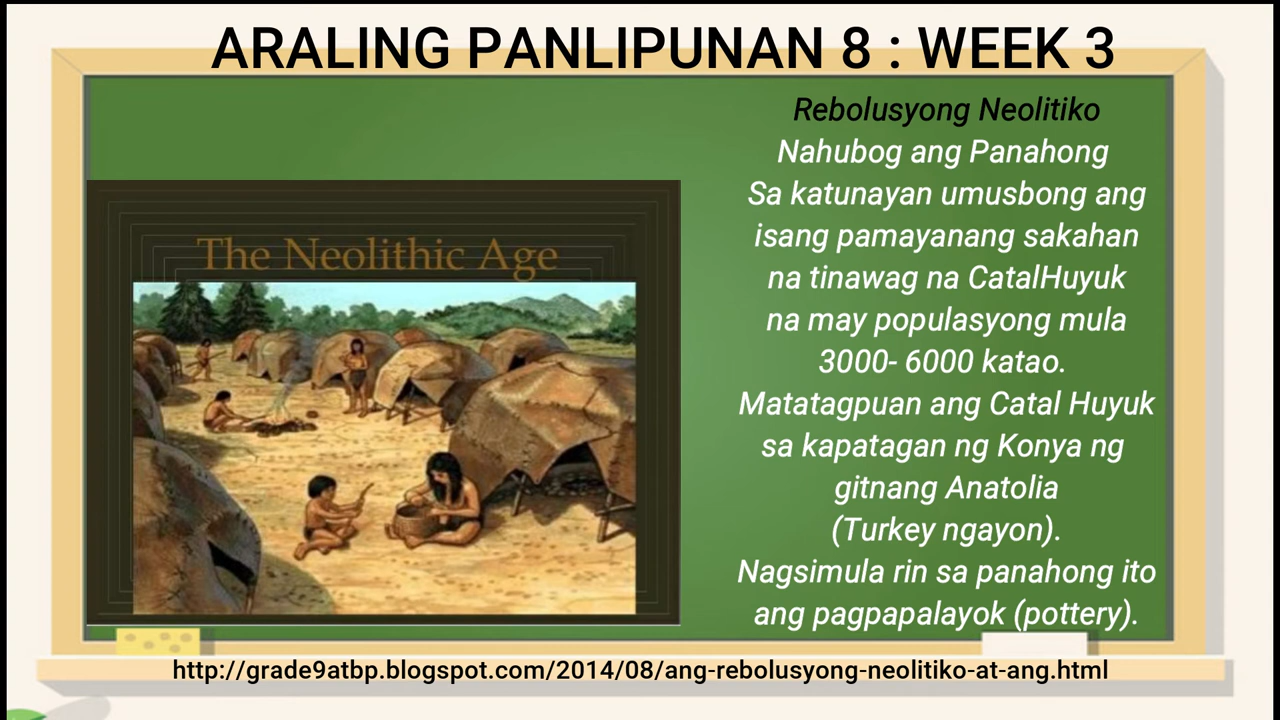 ARALING PANLIPUNAN 8 : WEEK 3
The Neolithic Age
Rebolusyong Neolitiko
Nahubog ang Panahong
Sa katunayan umusbong ang
isang pamayanang sakahan
na tinawag na CatalHuyuk
na may populasyong mula
3000- 6000 katao.
Matatagpuan ang Catal Huyuk
sa kapatagan ng Konya ng
gitnang Anatolia
(Turkey ngayon).
Nagsimula rin sa panahong ito
ang pagpapalayok (pottery).
http://grade9atbp.blogspot.com/2014/08/ang-rebolusyong-neolitiko-at-ang.html